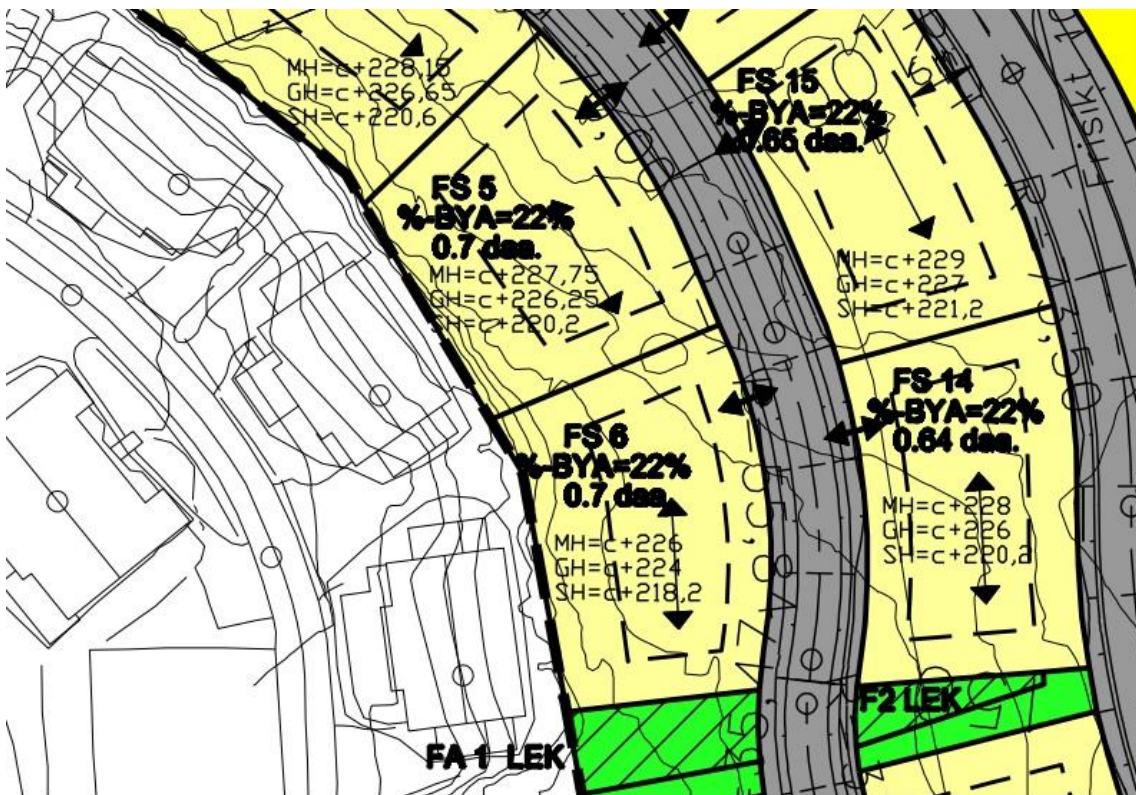 MH=c+228,15
GH=c+226,65
SH=c+220,6
FS 5
%-BYA=22%
0.7 daa.
MH=c+227,75
GH=c+226,25
SH=c+220,2
FS 15
%-BYA=22%
0.65 daa.
MH=c+229
GH=c+227
SH=c+221,2
Frisikt
FS 6
%-BYA=22%
0.7 daa.
MH=c+226
GH=c+224
SH=c+218,2
FS 14
%-BYA=22%
0.64 daa.
MH=c+228
GH=c+226
SH=c+220,2
FA 1 LEK
F2 LEK